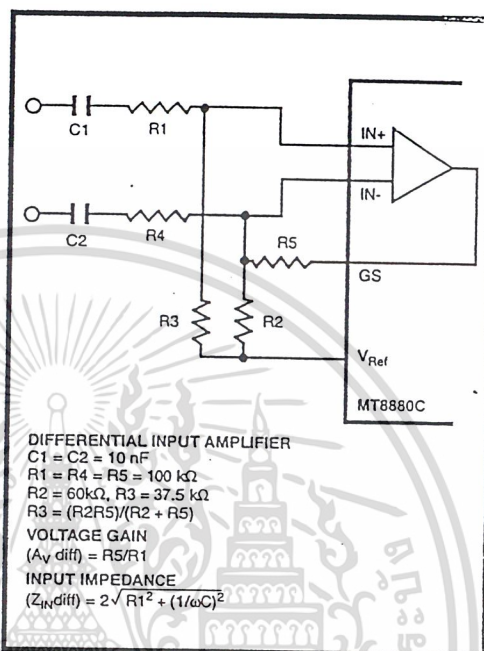 C1
R1
IN+
IN-
C2
R4
R5
GS
R3
R2
VRef
MT8880C
DIFFERENTIAL INPUT AMPLIFIER
C1 = C2 = 10 nF
R1 = R4 = R5 = 100 kΩ
R2 = 60kΩ, R3 = 37.5 kΩ
R3 = (R2R5)/(R2 + R5)
VOLTAGE GAIN
(AV diff) = R5/R1
INPUT IMPEDANCE
(ZINdiff) = 2√R1² + (1/ωC)²